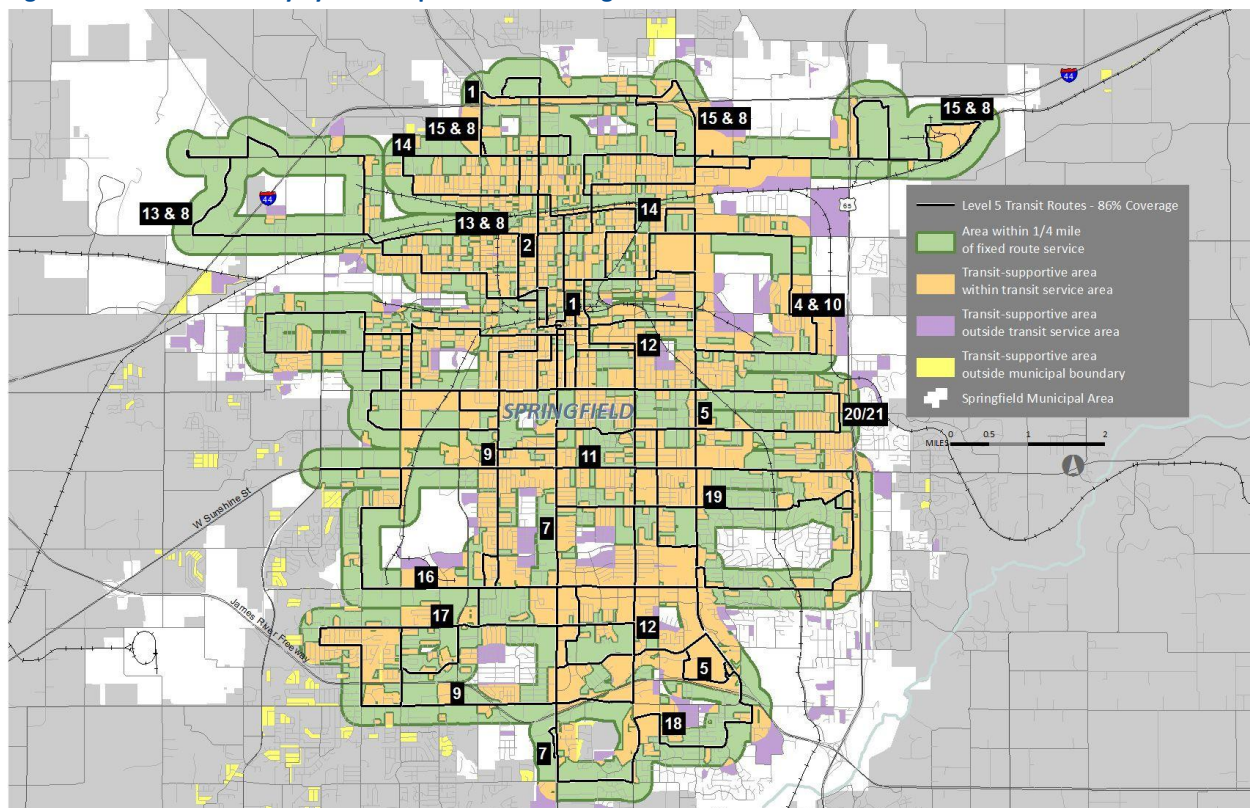 44
1
15 & 8
15 & 8
15 & 8
14
44
13 & 8
13 & 8
14
65
2
1
4 & 10
12
SPRINGFIELD
5
20/21
9
11
19
7
W Sunshine St
16
James River Freeway
17
12
5
9
18
7
Level 5 Transit Routes - 86% Coverage
Area within 1/4 mile
of fixed route service
Transit-supportive area
within transit service area
Transit-supportive area
outside transit service area
Transit-supportive area
outside municipal boundary
Springfield Municipal Area
MILES
0 0.5 1 2